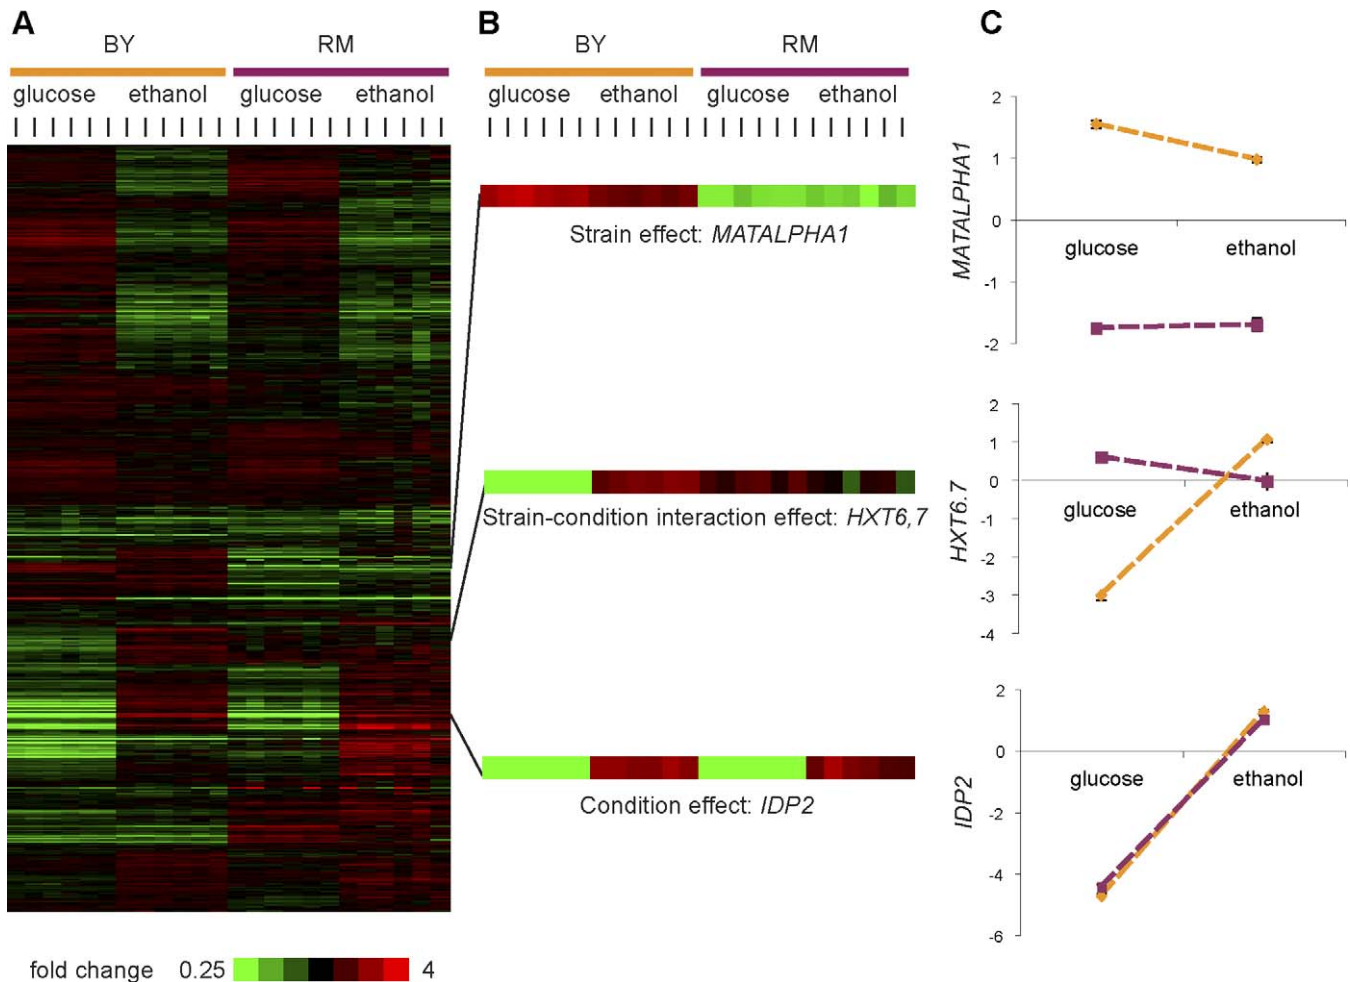 A
BY RM
glucose ethanol glucose ethanol
fold change 0.25 4
B
BY RM
glucose ethanol glucose ethanol
Strain effect: MATALPHA1
Strain-condition interaction effect: HXT6,7
Condition effect: IDP2
C
MATALPHA1
2
1
0
-1
-2
glucose ethanol
HXT6.7
2
1
0
-1
-2
-3
-4
glucose ethanol
IDP2
2
0
-2
-4
-6
glucose ethanol